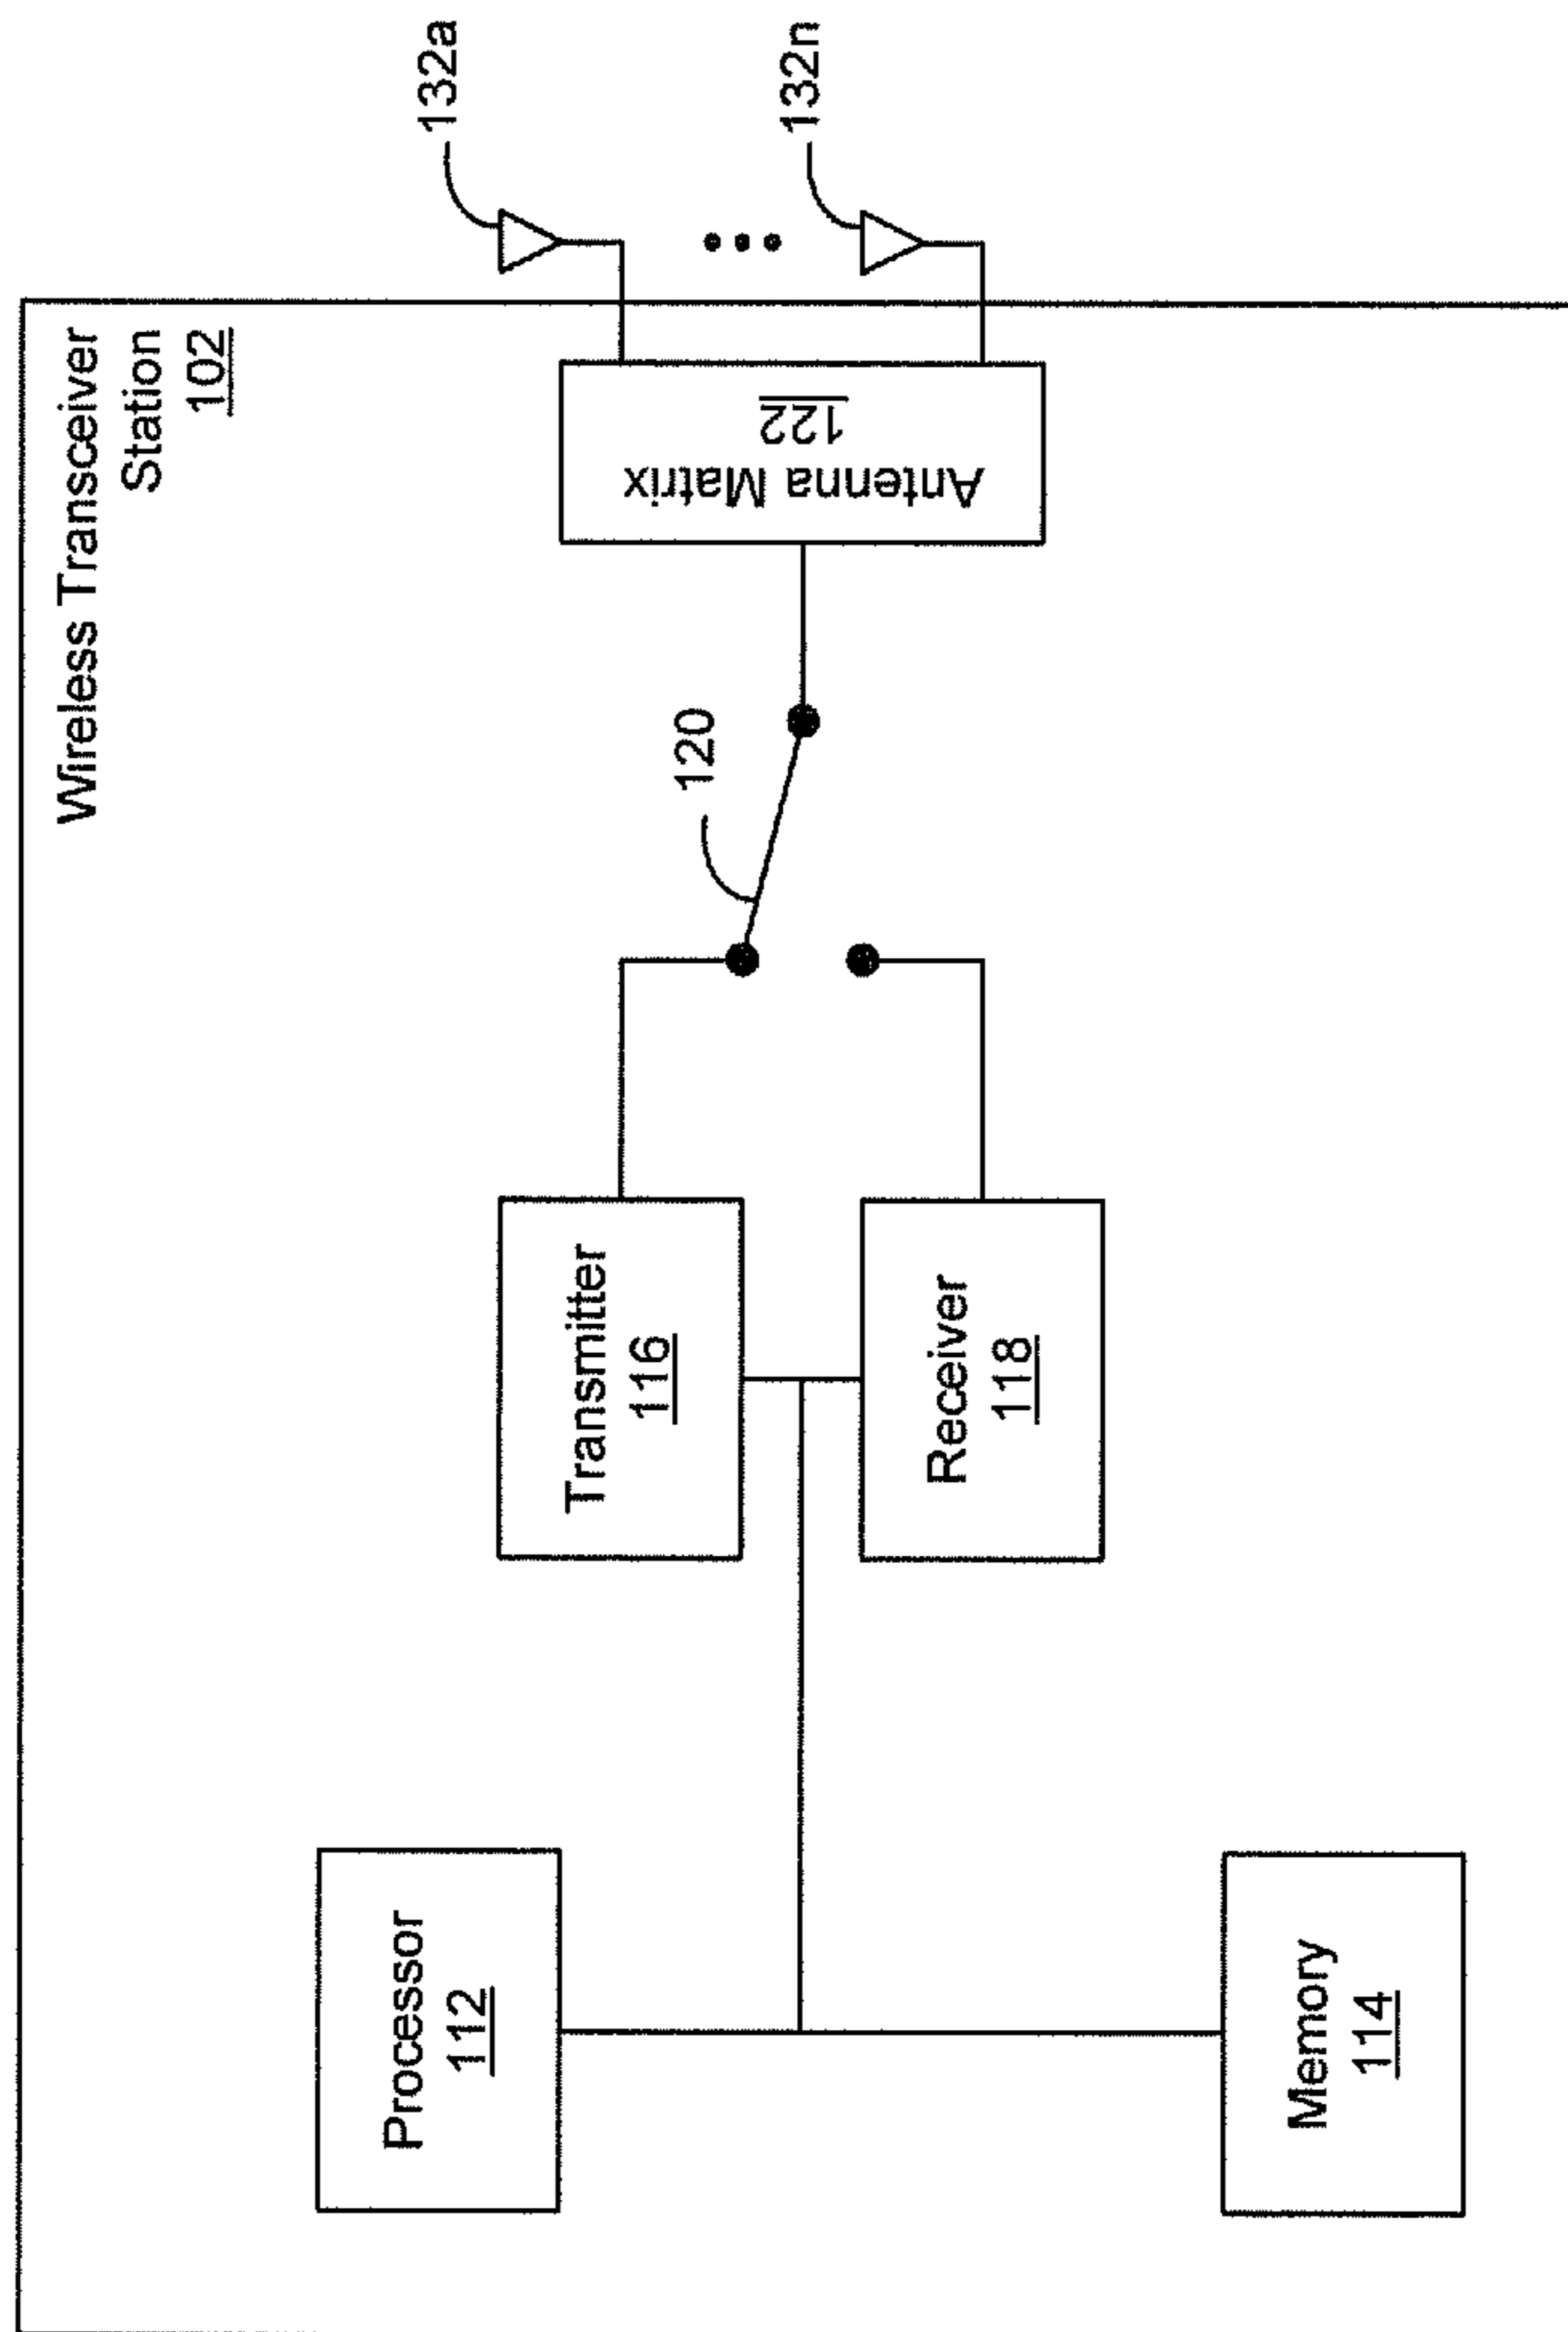 Wireless Transceiver
Station
102
132a
132n
Antenna Matrix
122
120
Transmitter
116
Receiver
118
Processor
112
Memory
114